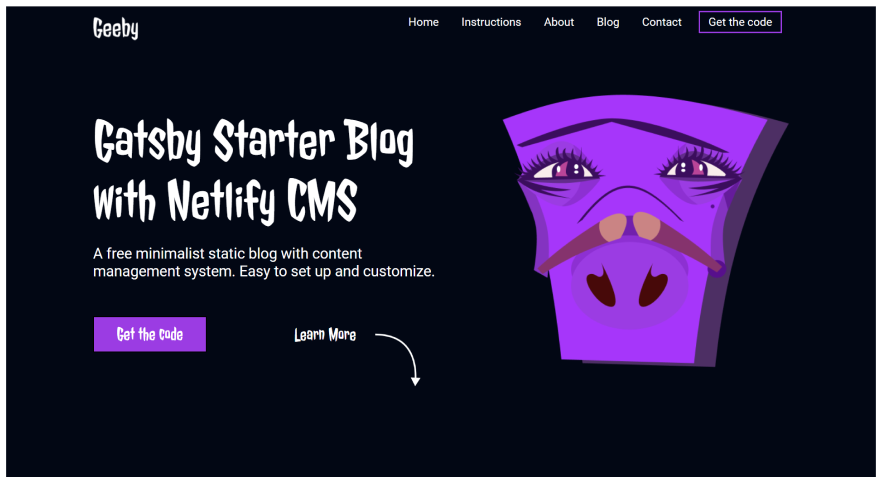 Geeby
Home Instructions About Blog Contact Get the code
Gatsby Starter Blog
with Netlify CMS
A free minimalist static blog with content
management system. Easy to set up and customize.
Get the code
Learn More